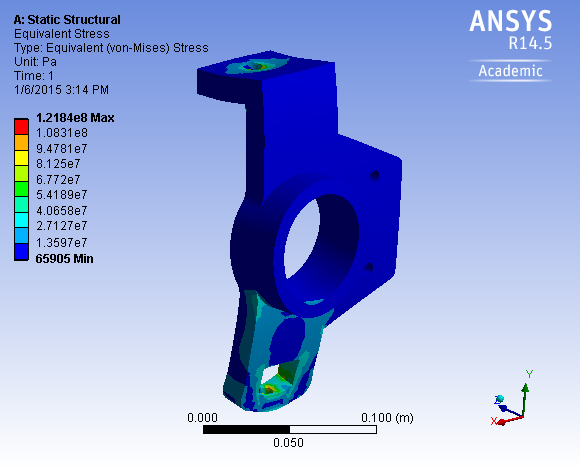 A: Static Structural
Equivalent Stress
Type: Equivalent (von-Mises) Stress
Unit: Pa
Time: 1
1/6/2015 3:14 PM
1.2184e8 Max
1.0831e8
9.4781e7
8.125e7
6.772e7
5.4189e7
4.0658e7
2.7127e7
1.3597e7
65905 Min
ANSYS
R14.5
Academic
0.000
0.100 (m)
0.050
Y
Z
X